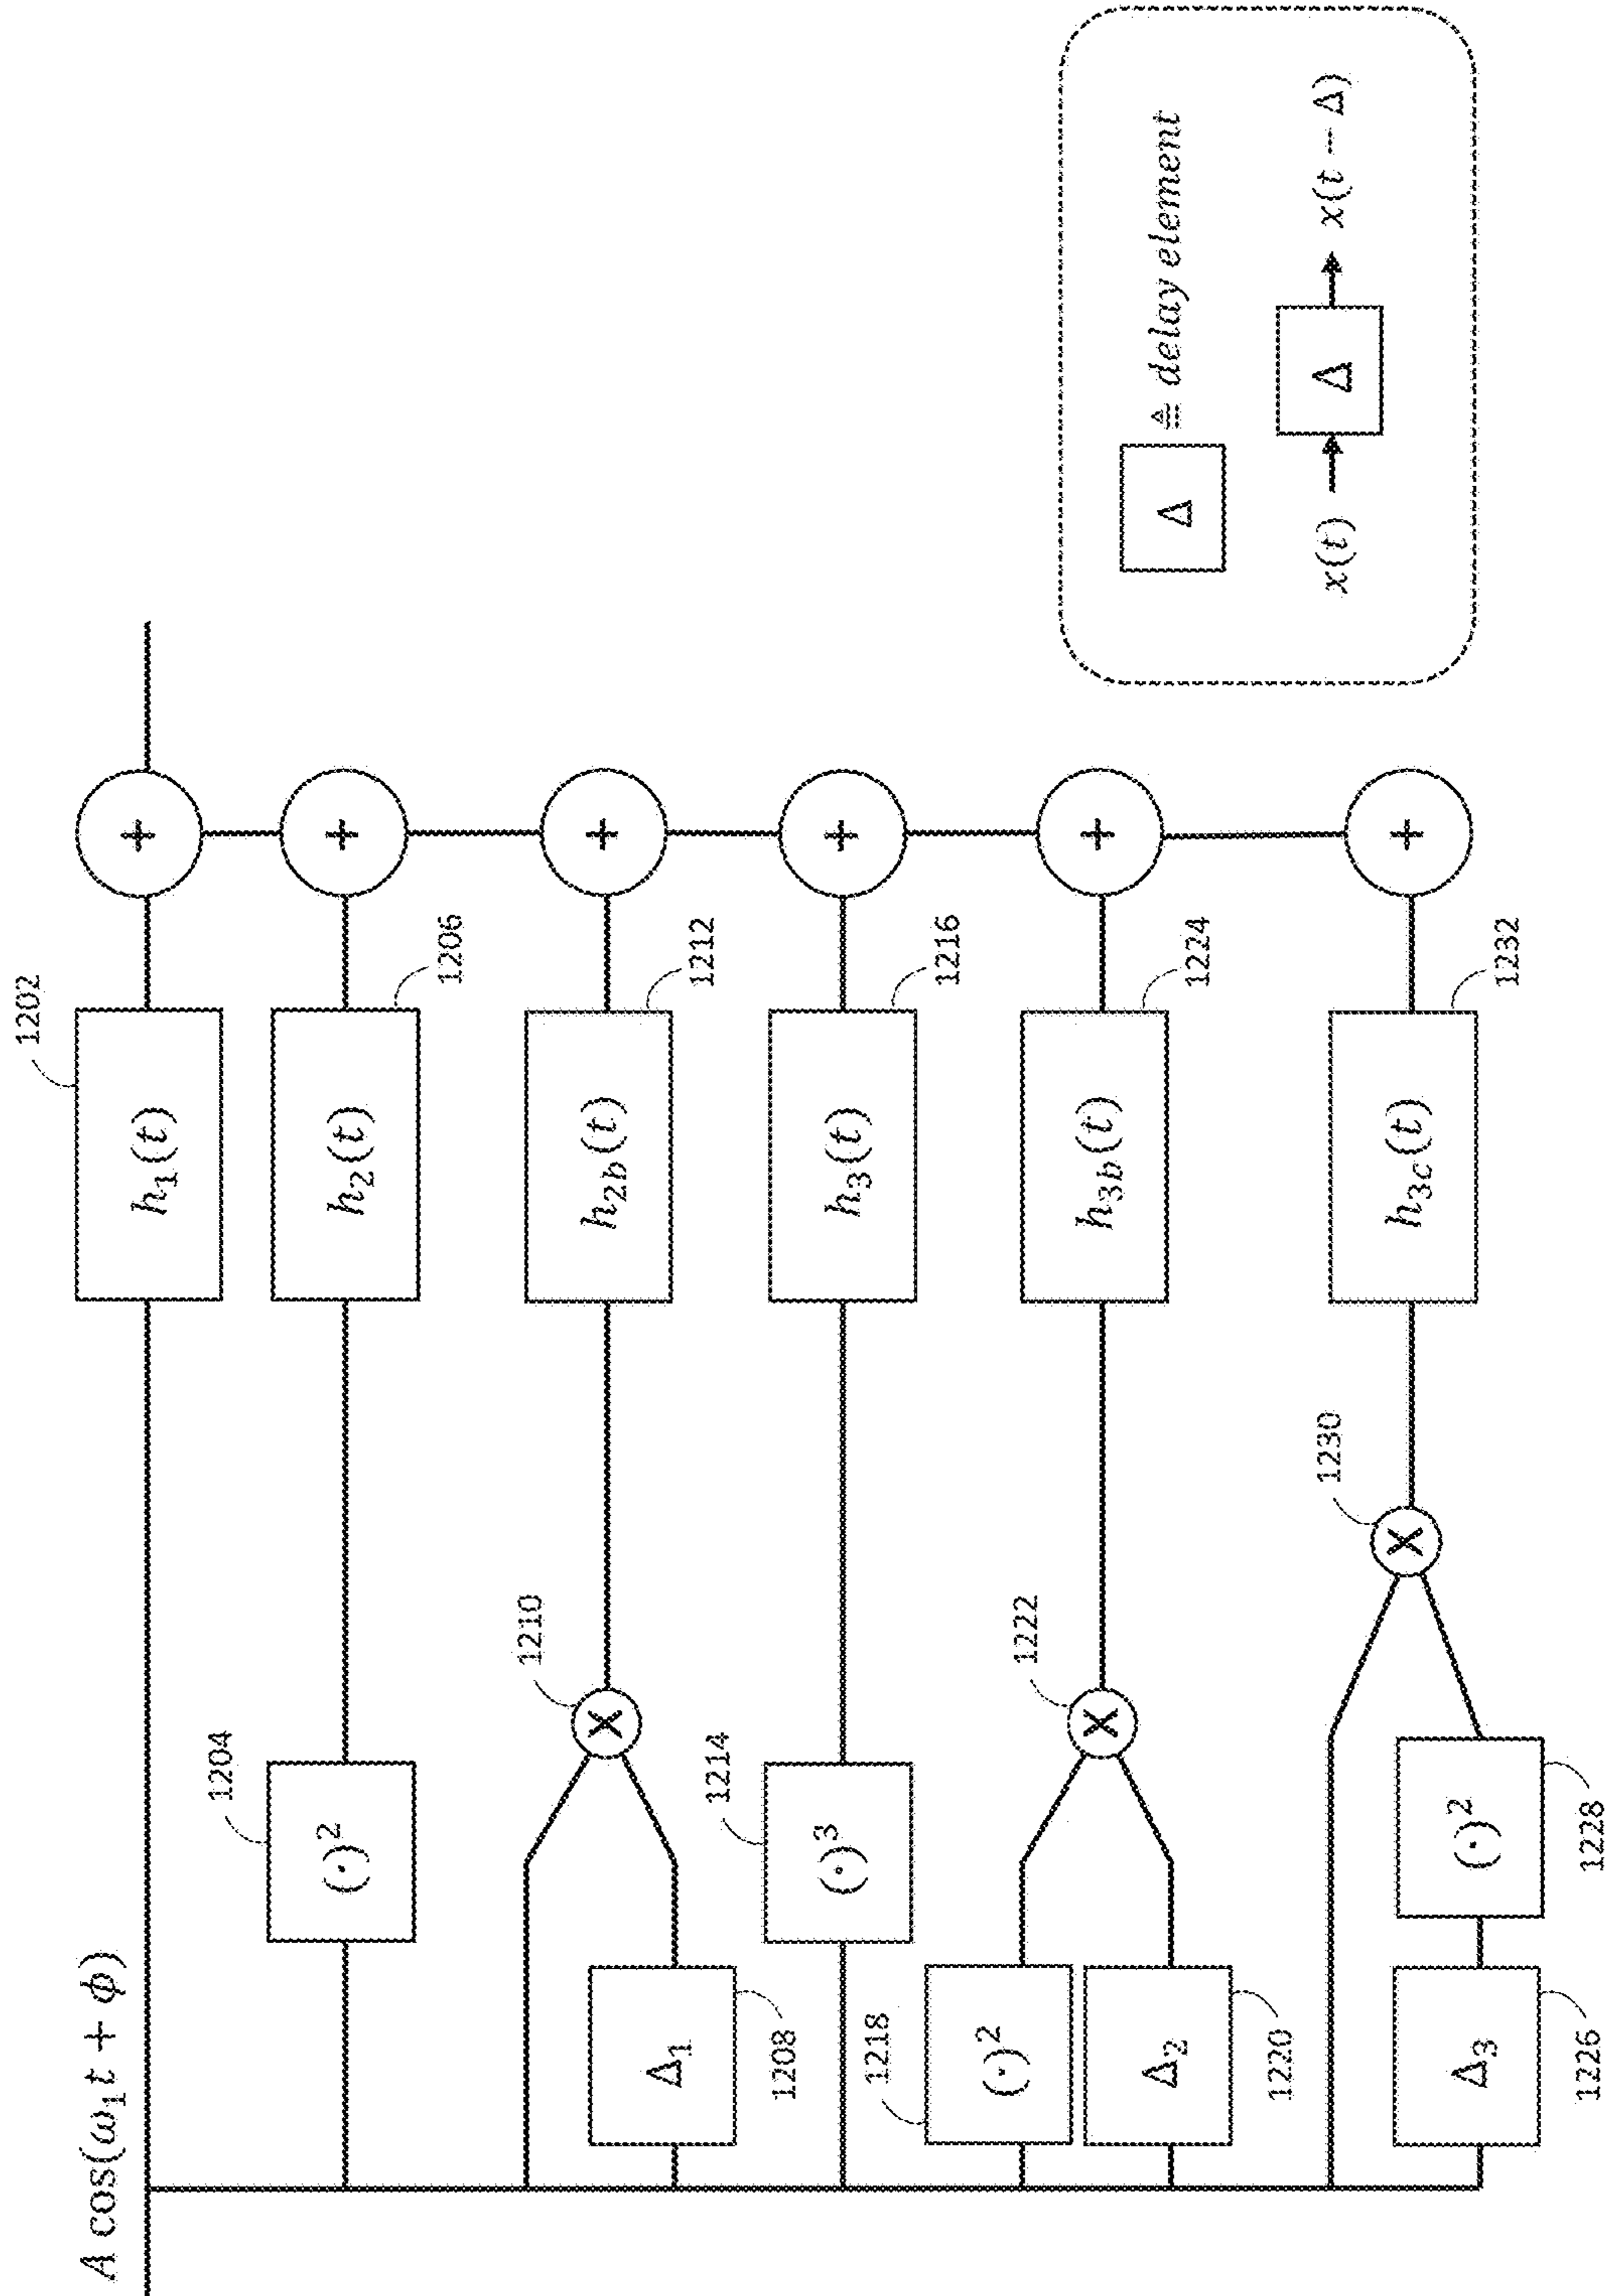 A cos(ω₁t + ϕ)
1202
h₁(t)
+
1204
(·)²
h₂(t)
1206
+
1210
X
Δ₁
1208
h₂b(t)
1212
+
1214
(·)³
h₃(t)
1216
+
1218
(·)²
1222
X
Δ₂
1220
h₃b(t)
1224
+
1230
X
Δ₃
1226
(·)²
1228
h₃c(t)
1232
+
Δ ≜ delay element
x(t) → Δ → x(t − Δ)